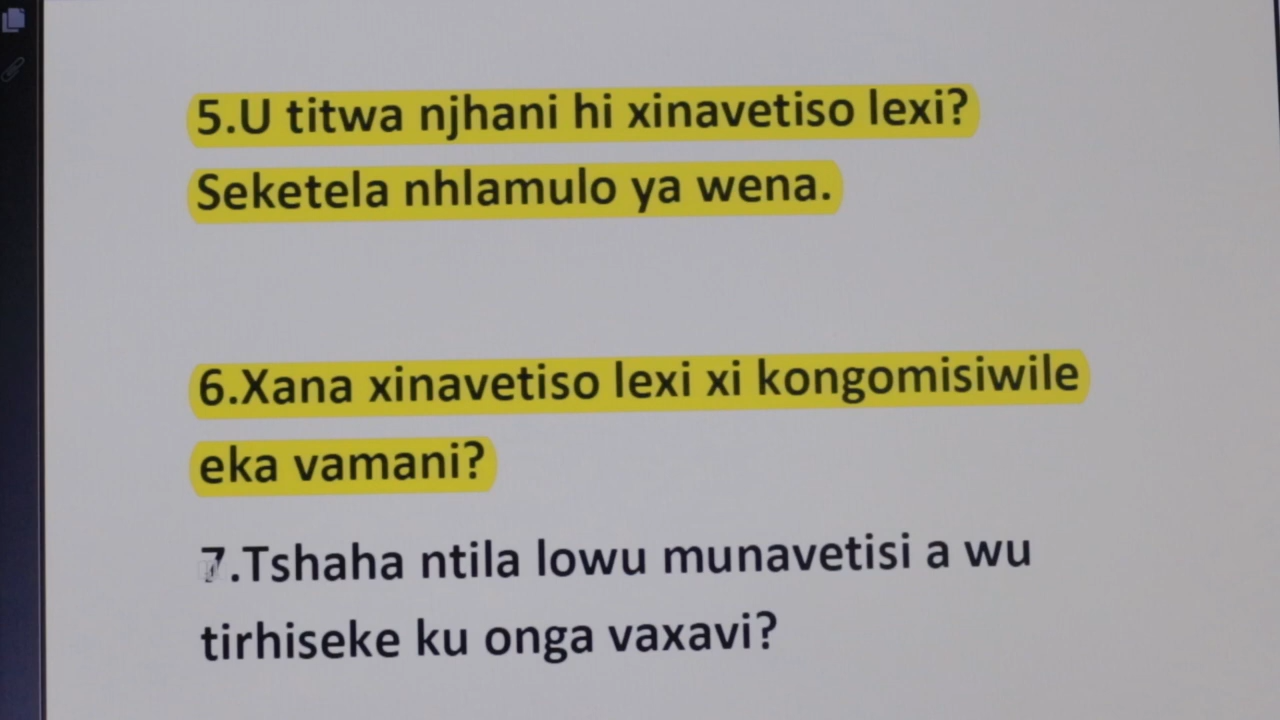 5.U titwa njhani hi xinavetiso lexi?
Seketela nhlamulo ya wena.
6.Xana xinavetiso lexi xi kongomisiwile
eka vamani?
7.Tshaha ntila lowu munavetisi a wu
tirhiseke ku onga vaxavi?